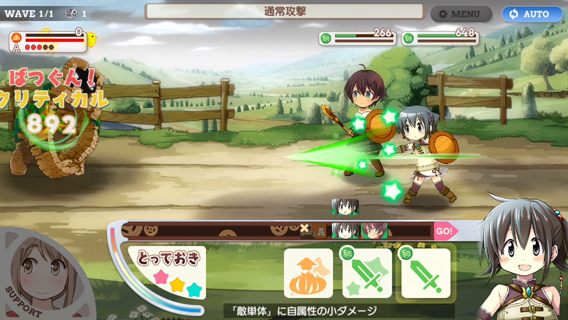 WAVE 1/1
1
通常攻撃
MENU
AUTO
0
A
266
648
ばつぐん!
クリティカル
892
GO!
とっておき
SUPPORT
「敵単体」に自属性の小ダメージ